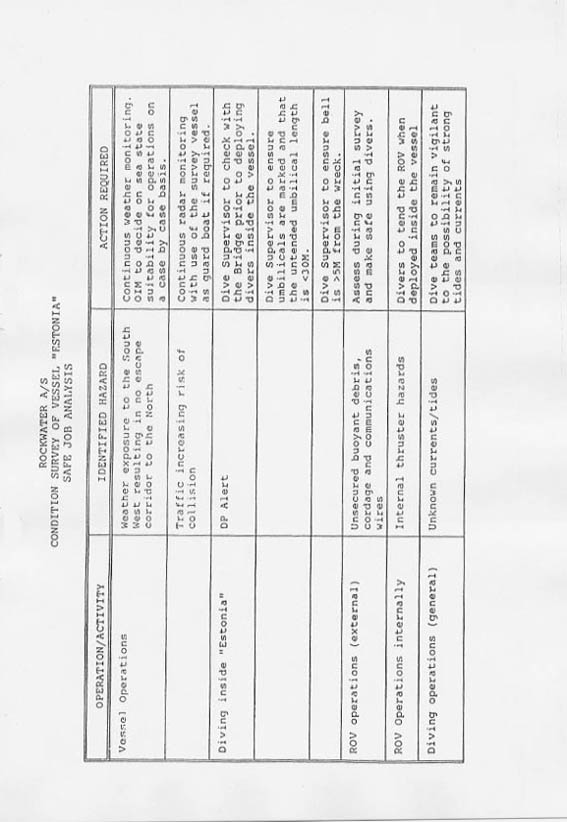 ROCKWATER A/S
CONDITION SURVEY OF VESSEL "ESTONIA"
SAFE JOB ANALYSIS
OPERATION/ACTIVITY
IDENTIFIED HAZARD
ACTION REQUIRED
Vessel Operations
Weather exposure to the South
West resulting in no escape
corridor to the North
Continuous weather monitoring.
OIM to decide on sea state
suitability for operations on
a case by case basis.
Traffic increasing risk of
collision
Continuous radar monitoring
with use of the survey vessel
as guard boat if required.
Diving inside "Estonia"
DP Alert
Dive Supervisor to check with
the Bridge prior to deploying
divers inside the vessel.
Dive Supervisor to ensure
umbilicals are marked and that
the untended umbilical length
is <30M.
Dive Supervisor to ensure bell
is >5M from the wreck.
ROV operations (external)
Unsecured buoyant debris,
cordage and communications
wires
Assess during initial survey
and make safe using divers.
ROV Operations internally
Internal thruster hazards
Divers to tend the ROV when
deployed inside the vessel
Diving operations (general)
Unknown currents/tides
Dive teams to remain vigilant
to the possibility of strong
tides and currents